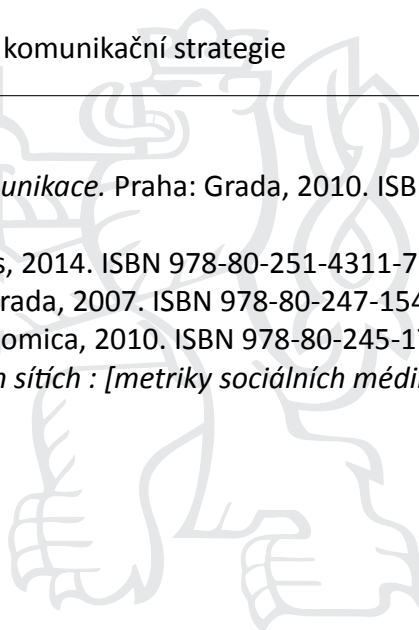 komunikační strategie
unikace. Praha: Grada, 2010. ISB
s, 2014. ISBN 978-80-251-4311-7
rada, 2007. ISBN 978-80-247-154
omica, 2010. ISBN 978-80-245-17
h sítích : [metriky sociálních médi